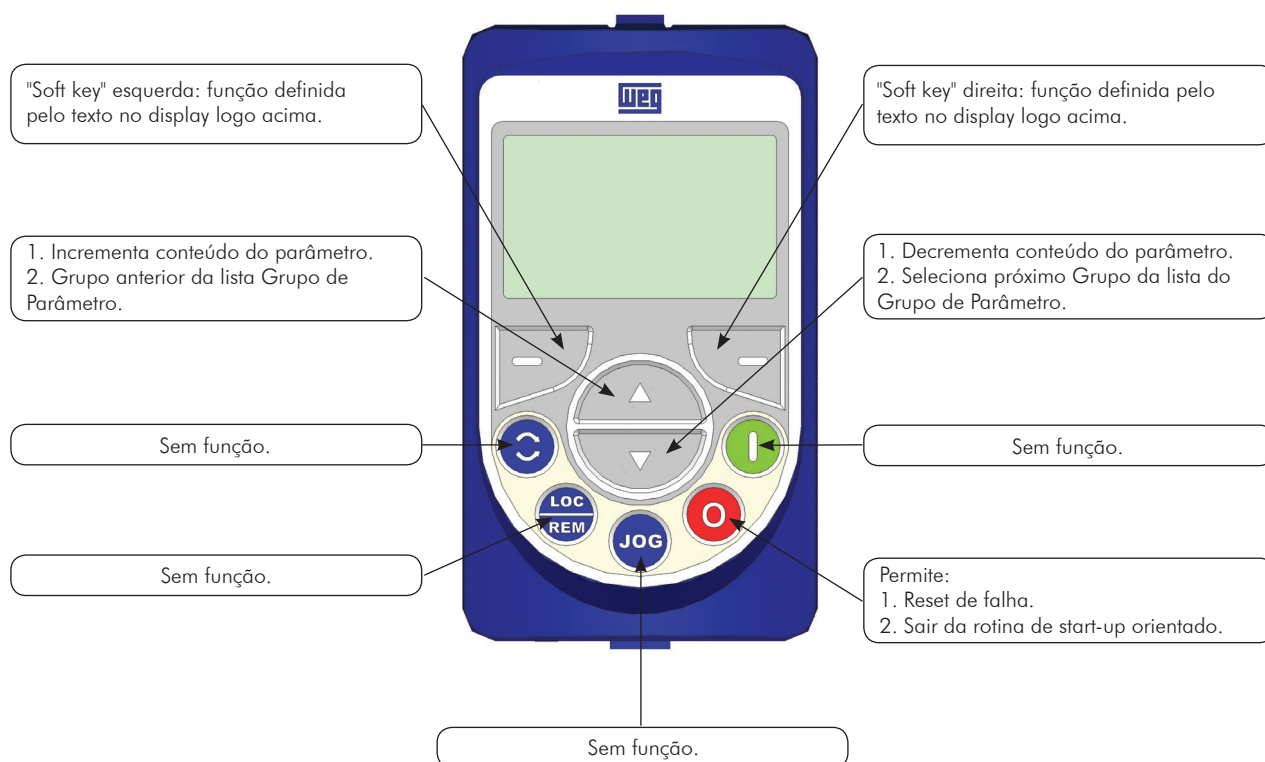 "Soft key" esquerda: função definida
pelo texto no display logo acima.
weg
"Soft key" direita: função definida pelo
texto no display logo acima.
1. Incrementa conteúdo do parâmetro.
2. Grupo anterior da lista Grupo de
Parâmetro.
1. Decrementa conteúdo do parâmetro.
2. Seleciona próximo Grupo da lista do
Grupo de Parâmetro.
Sem função.
Sem função.
LOC
REM
JOG
O
Sem função.
Permite:
1. Reset de falha.
2. Sair da rotina de start-up orientado.
Sem função.